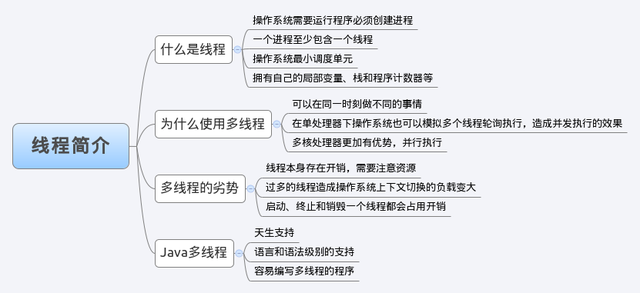 线程简介
什么是线程
操作系统需要运行程序必须创建进程
一个进程至少包含一个线程
操作系统最小调度单元
拥有自己的局部变量、栈和程序计数器等
为什么使用多线程
可以在同一时刻做不同的事情
在单处理器下操作系统也可以模拟多个线程轮询执行，造成并发执行的效果
多核处理器更加有优势，并行执行
多线程的劣势
线程本身存在开销，需要注意资源
过多的线程造成操作系统上下文切换的负载变大
启动、终止和销毁一个线程都会占用开销
Java多线程
天生支持
语言和语法级别的支持
容易编写多线程的程序